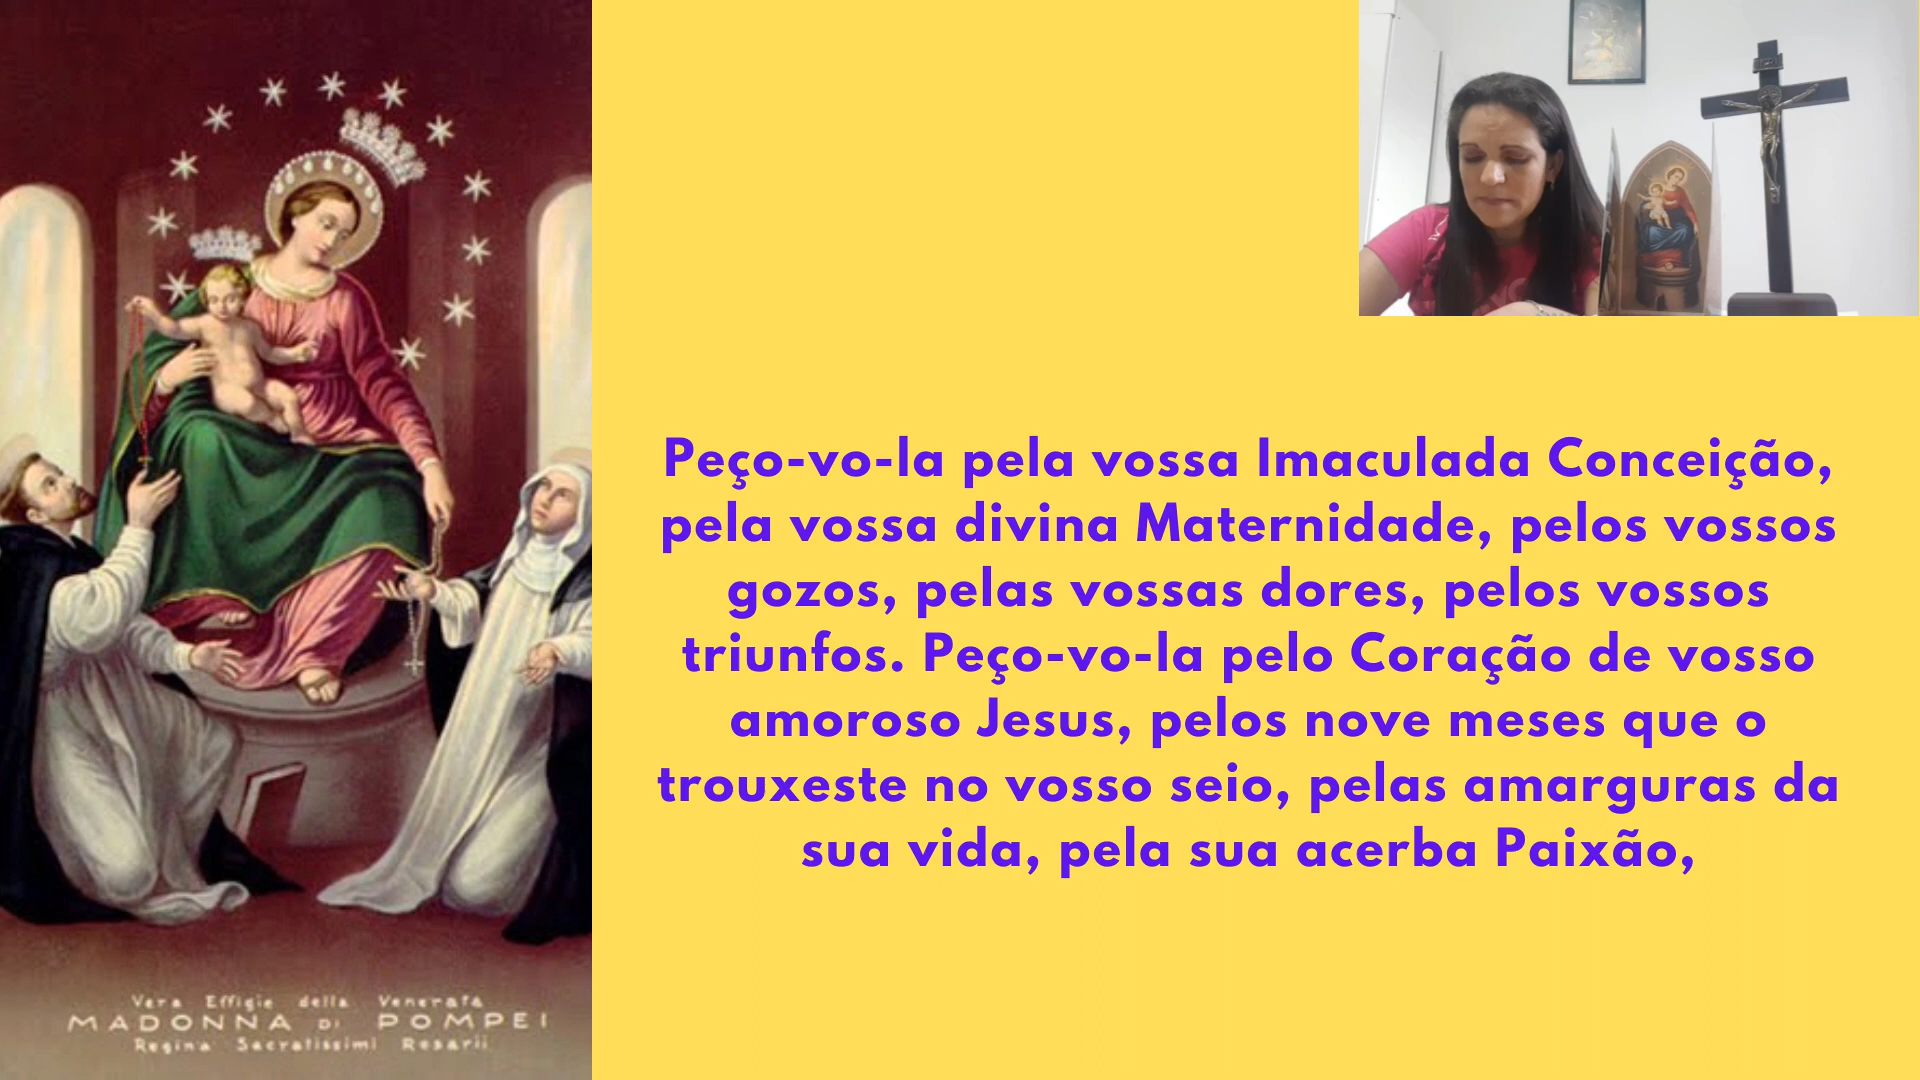 Peço-vo-la pela vossa Imaculada Conceição,
pela vossa divina Maternidade, pelos vossos
gozos, pelas vossas dores, pelos vossos
triunfos. Peço-vo-la pelo Coração de vosso
amoroso Jesus, pelos nove meses que o
trouxeste no vosso seio, pelas amarguras da
sua vida, pela sua acerba Paixão,
Vera Effigie della Venerata
MADONNA DI POMPEI
Regina Sacratissimi Rosarii